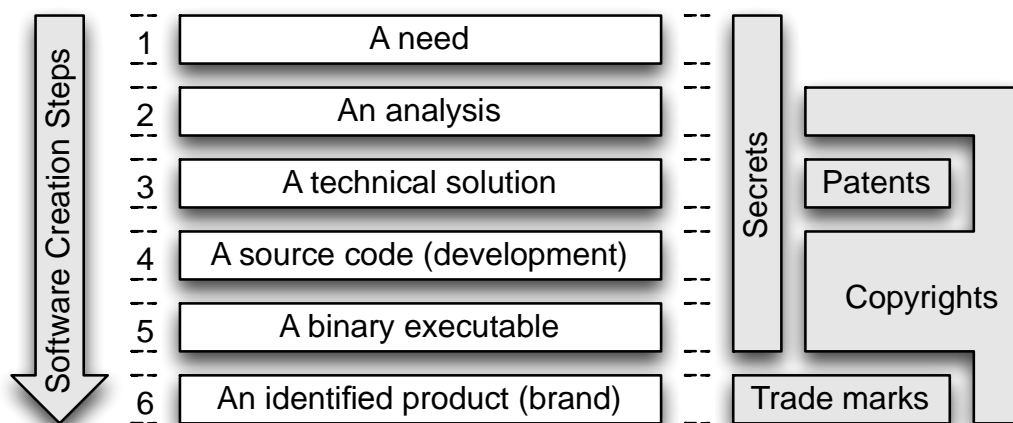 Software Creation Steps
1
A need
2
An analysis
3
A technical solution
4
A source code (development)
5
A binary executable
6
An identified product (brand)
Secrets
Patents
Copyrights
Trade marks